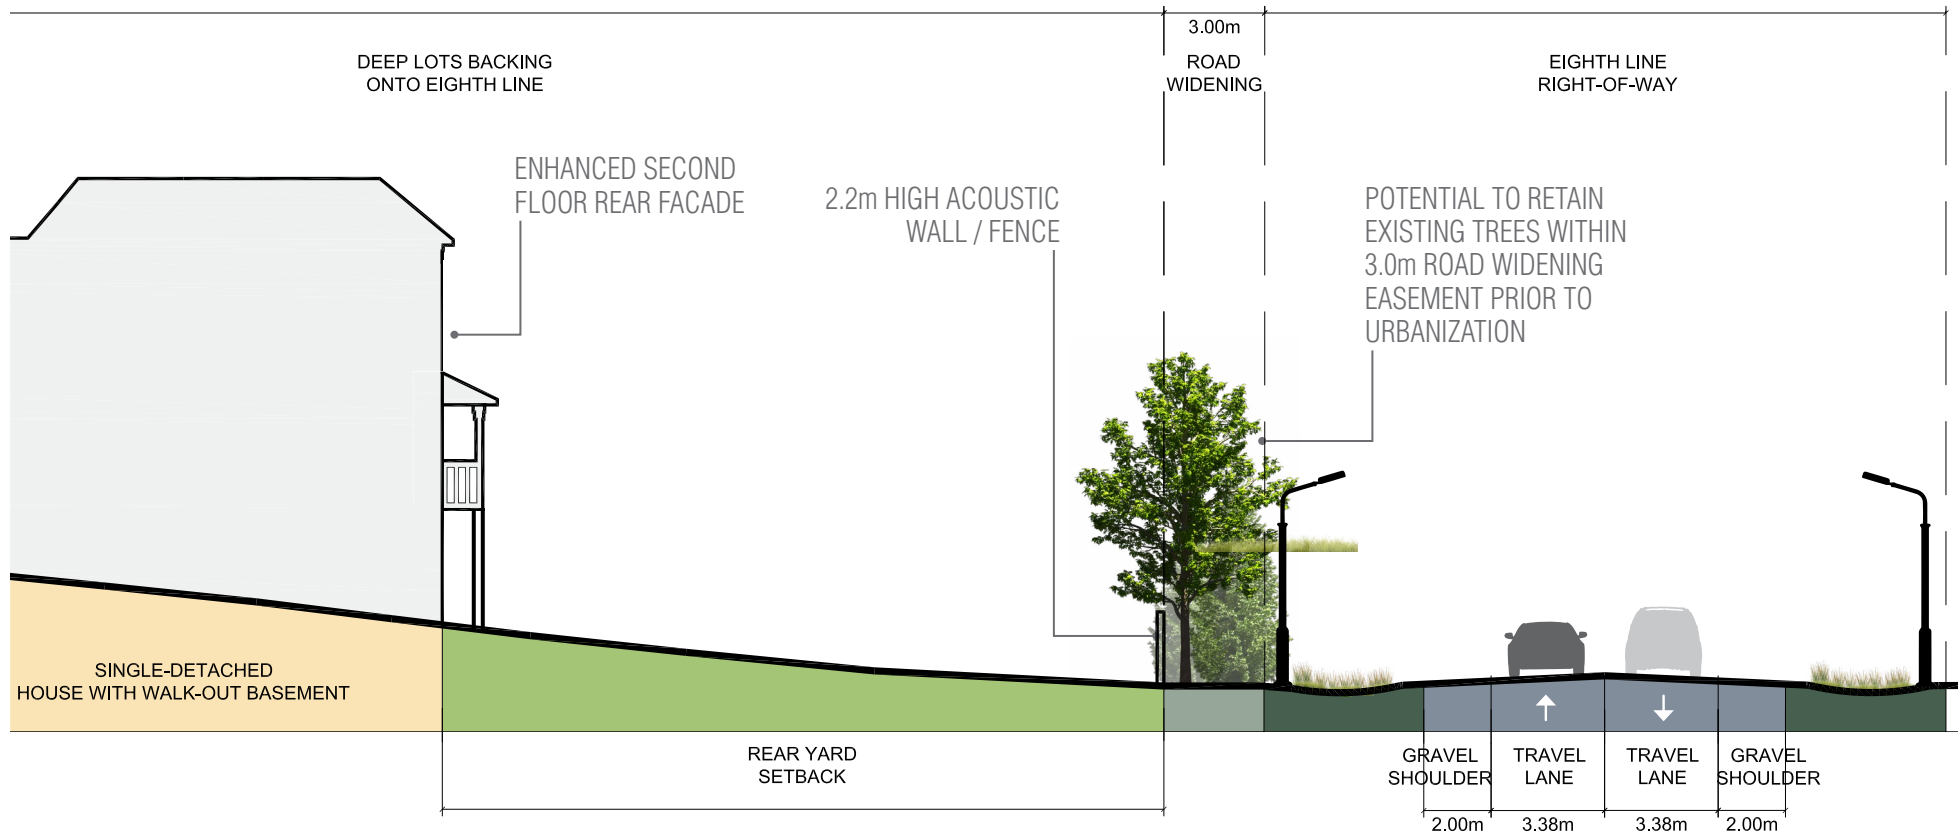 3.00m
DEEP LOTS BACKING
ONTO EIGHTH LINE
ROAD
WIDENING
EIGHTH LINE
RIGHT-OF-WAY
ENHANCED SECOND
FLOOR REAR FACADE
2.2m HIGH ACOUSTIC
WALL / FENCE
POTENTIAL TO RETAIN
EXISTING TREES WITHIN
3.0m ROAD WIDENING
EASEMENT PRIOR TO
URBANIZATION
SINGLE-DETACHED
HOUSE WITH WALK-OUT BASEMENT
REAR YARD
SETBACK
GRAVEL
SHOULDER
TRAVEL
LANE
TRAVEL
LANE
GRAVEL
SHOULDER
2.00m
3.38m
3.38m
2.00m